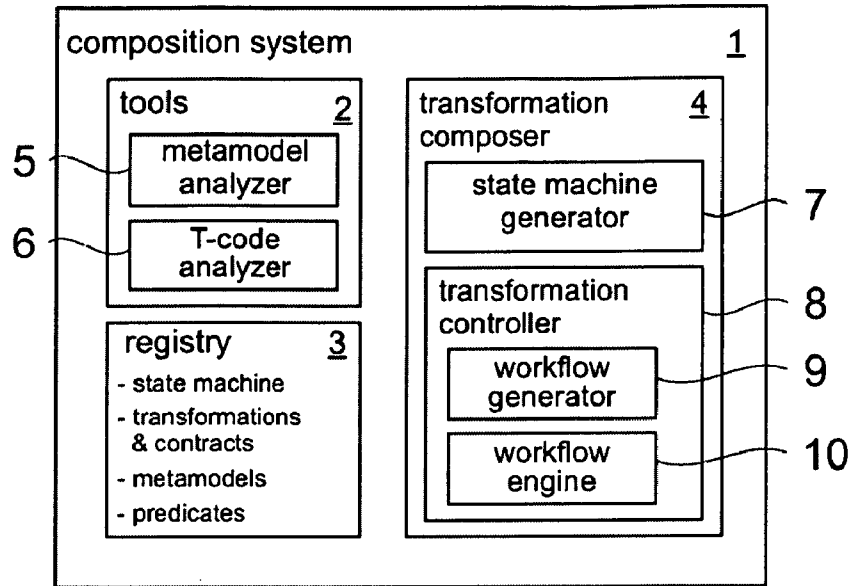 composition system 1
tools 2
5
metamodel
analyzer
6
T-code
analyzer
registry 3
- state machine
- transformations
& contracts
- metamodels
- predicates
transformation 4
composer
state machine
generator
7
transformation
controller
8
workflow
generator
9
workflow
engine
10